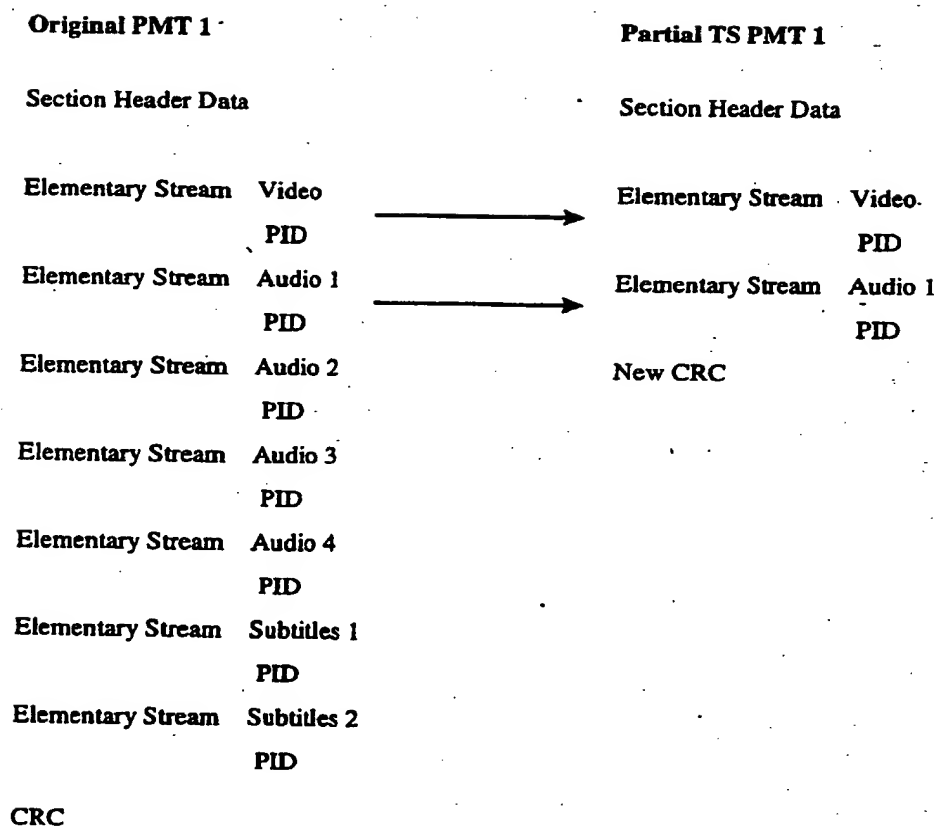 Original PMT 1
Section Header Data
Elementary Stream Video
PID
Elementary Stream Audio 1
PID
Elementary Stream Audio 2
PID
Elementary Stream Audio 3
PID
Elementary Stream Audio 4
PID
Elementary Stream Subtitles 1
PID
Elementary Stream Subtitles 2
PID
CRC
Partial TS PMT 1
Section Header Data
Elementary Stream Video
PID
Elementary Stream Audio 1
PID
New CRC